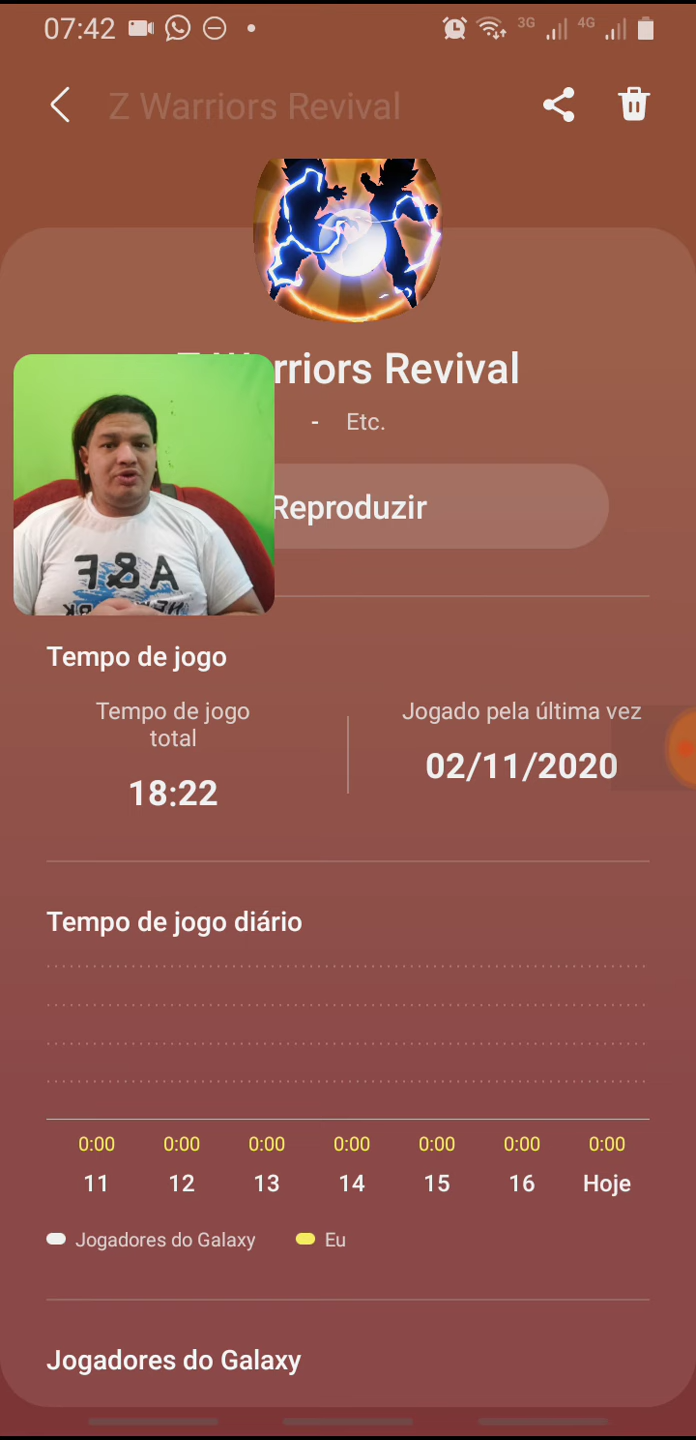 07:42
3G 4G
Z Warriors Revival
rriors Revival
- Etc.
Reproduzir
A&F
Tempo de jogo
Tempo de jogo
total
18:22
Jogado pela última vez
02/11/2020
Tempo de jogo diário
0:00 0:00 0:00 0:00 0:00 0:00 0:00
11 12 13 14 15 16 Hoje
Jogadores do Galaxy Eu
Jogadores do Galaxy